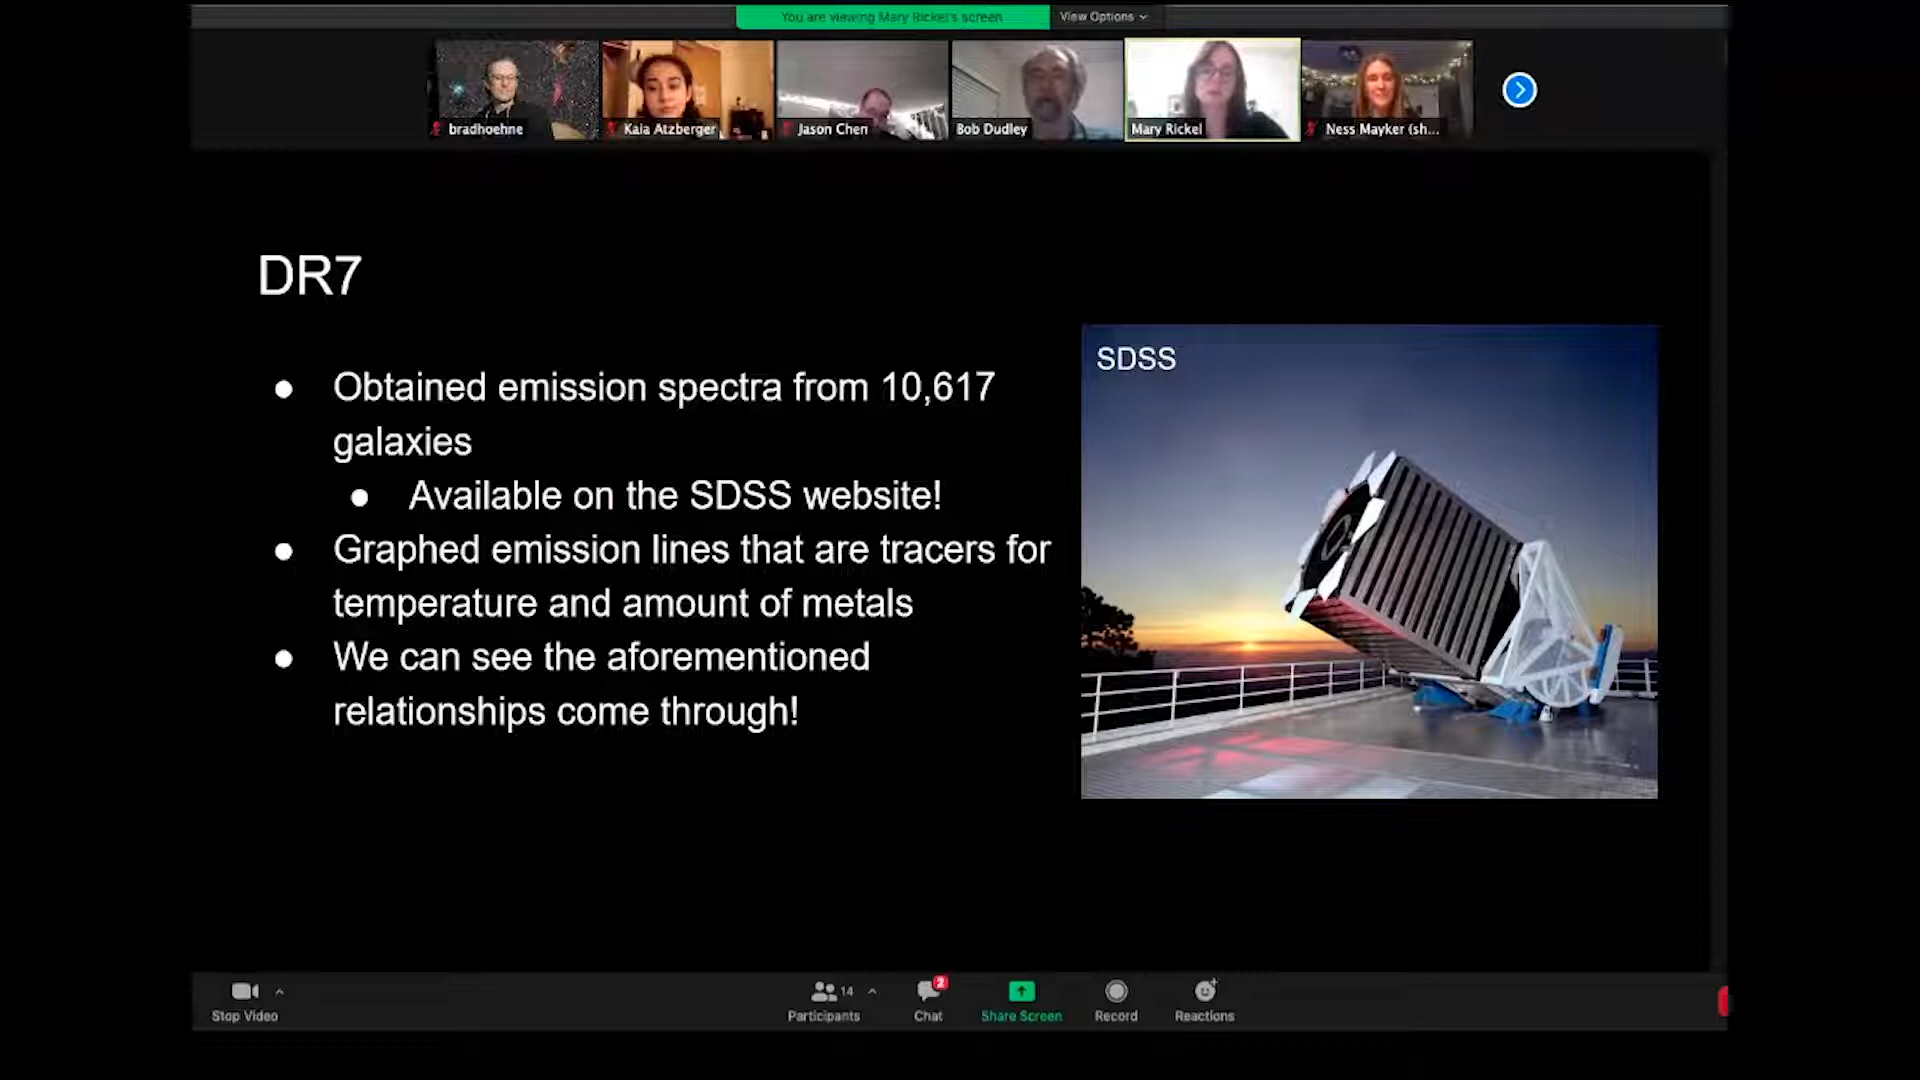 You are viewing Mary Rickel's screen
View Options
bradhoehne
Kaia Atzberger
Jason Chen
Bob Dudley
Mary Rickel
Ness Mayker (sh...
DR7
SDSS
● Obtained emission spectra from 10,617
galaxies
● Available on the SDSS website!
● Graphed emission lines that are tracers for
temperature and amount of metals
● We can see the aforementioned
relationships come through!
Stop Video
14
Participants
2
Chat
Share Screen
Record
Reactions